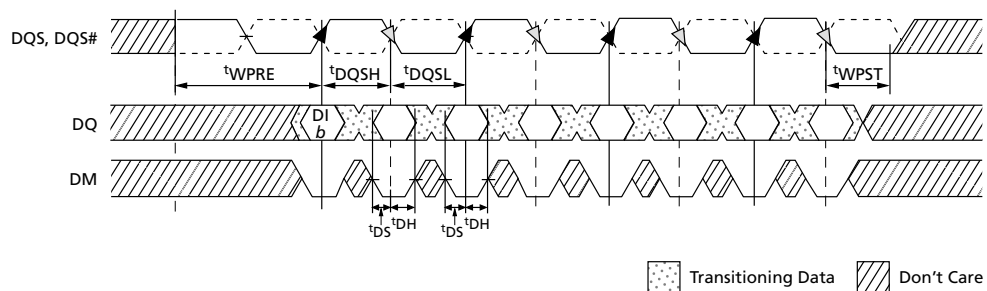 DQS, DQS#
tWPRE tDQSH tDQSL tWPST
DQ
DI
b
DM
tDS tDH tDS tDH
Transitioning Data Don't Care